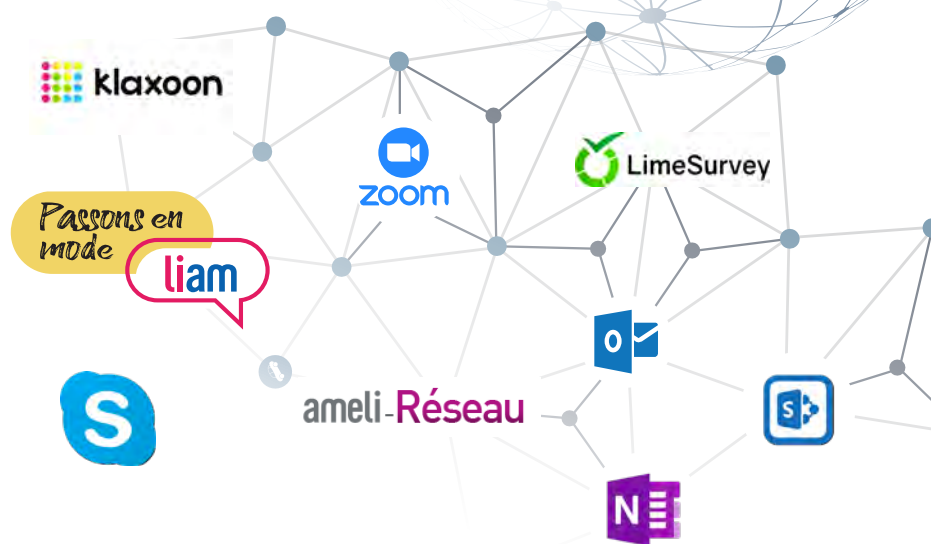 klaxoon
zoom
LimeSurvey
Passons en
mode
liam
O
S
ameli-Réseau
S
N